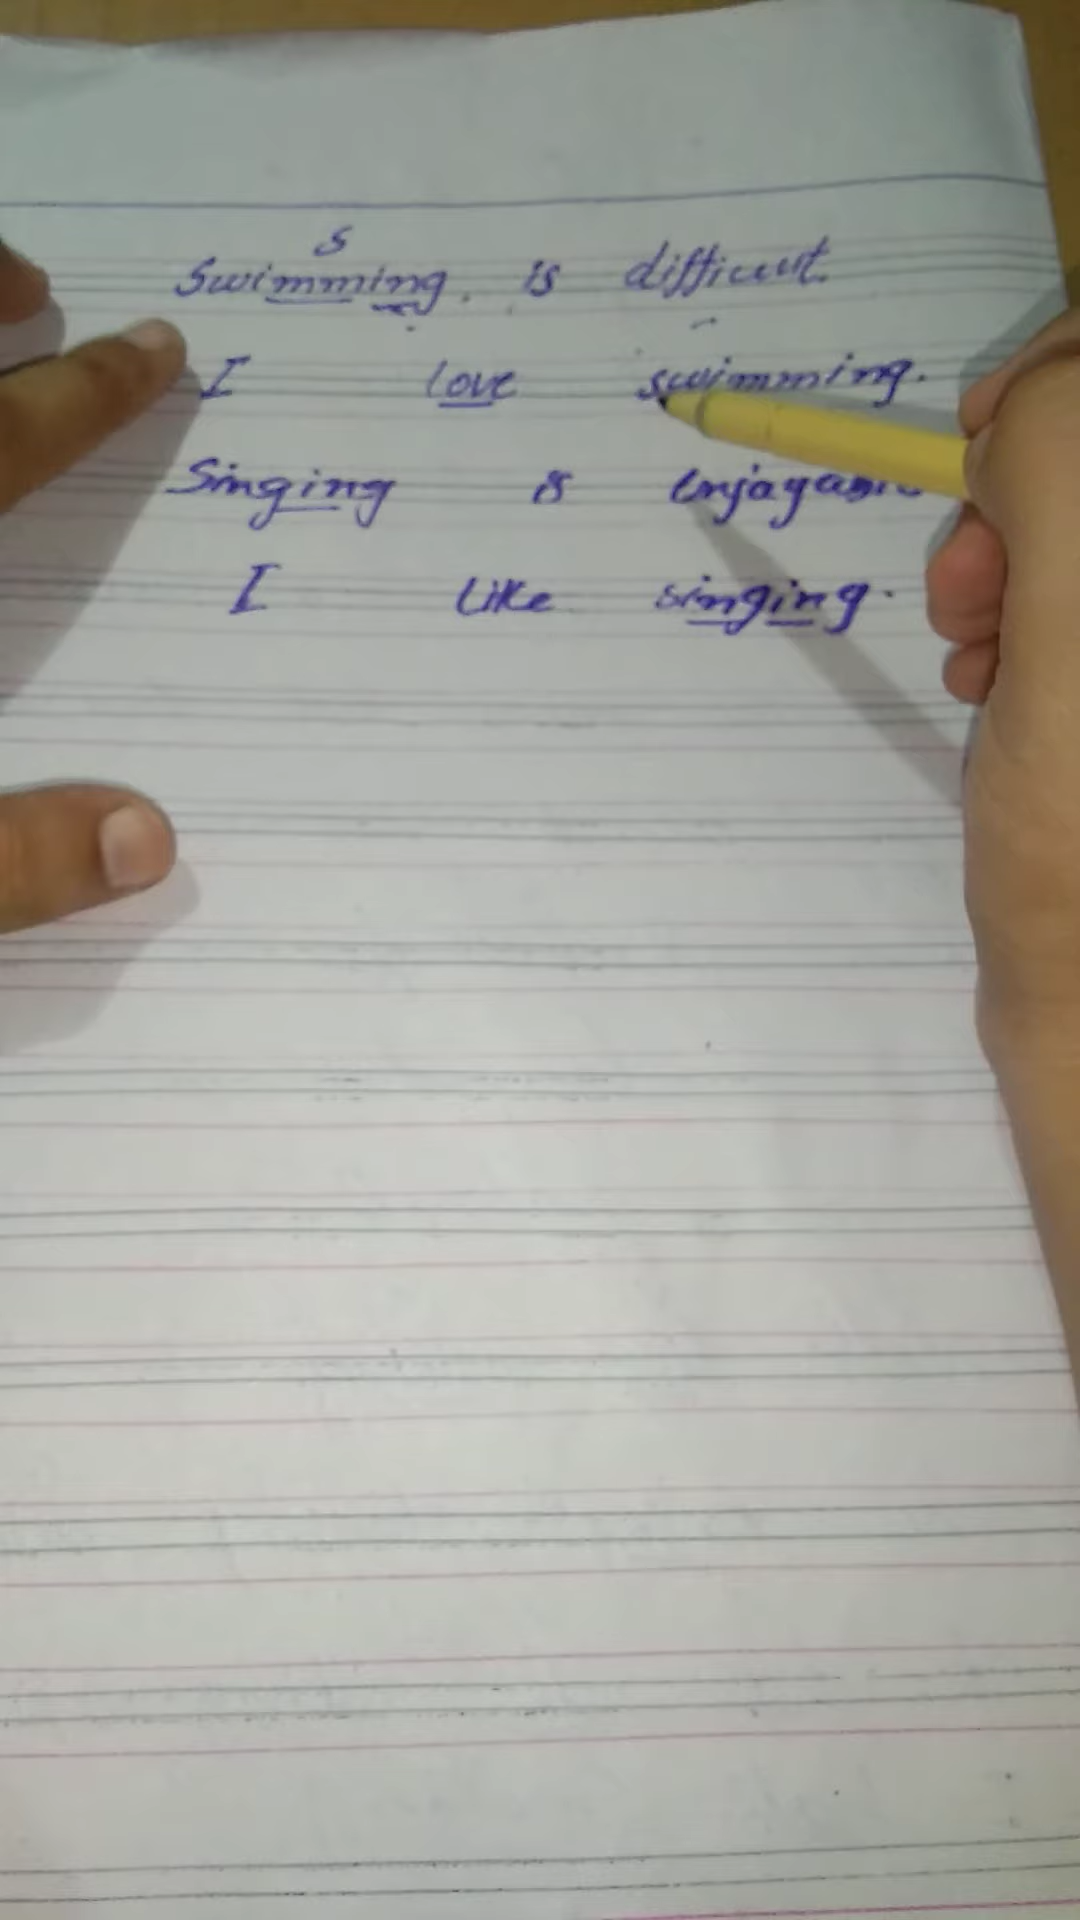 S
Swimming. is difficult.
I love swimming.
Singing is
I like singing.